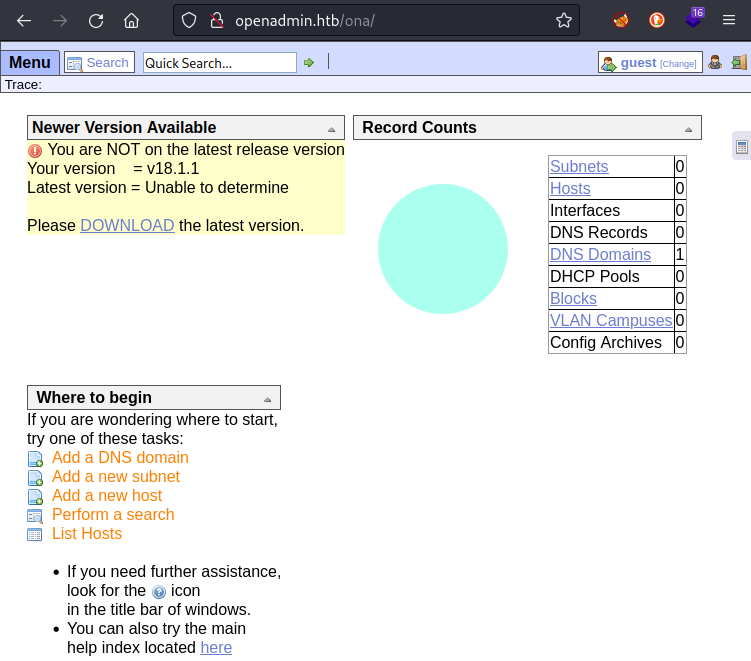 16
openadmin.htb/ona/
Menu Search Quick Search... guest [Change]
Trace:
Newer Version Available
You are NOT on the latest release version
Your version = v18.1.1
Latest version = Unable to determine
Please DOWNLOAD the latest version.
Record Counts
Subnets 0
Hosts 0
Interfaces 0
DNS Records 0
DNS Domains 1
DHCP Pools 0
Blocks 0
VLAN Campuses 0
Config Archives 0
Where to begin
If you are wondering where to start,
try one of these tasks:
Add a DNS domain
Add a new subnet
Add a new host
Perform a search
List Hosts
• If you need further assistance,
look for the ? icon
in the title bar of windows.
• You can also try the main
help index located here